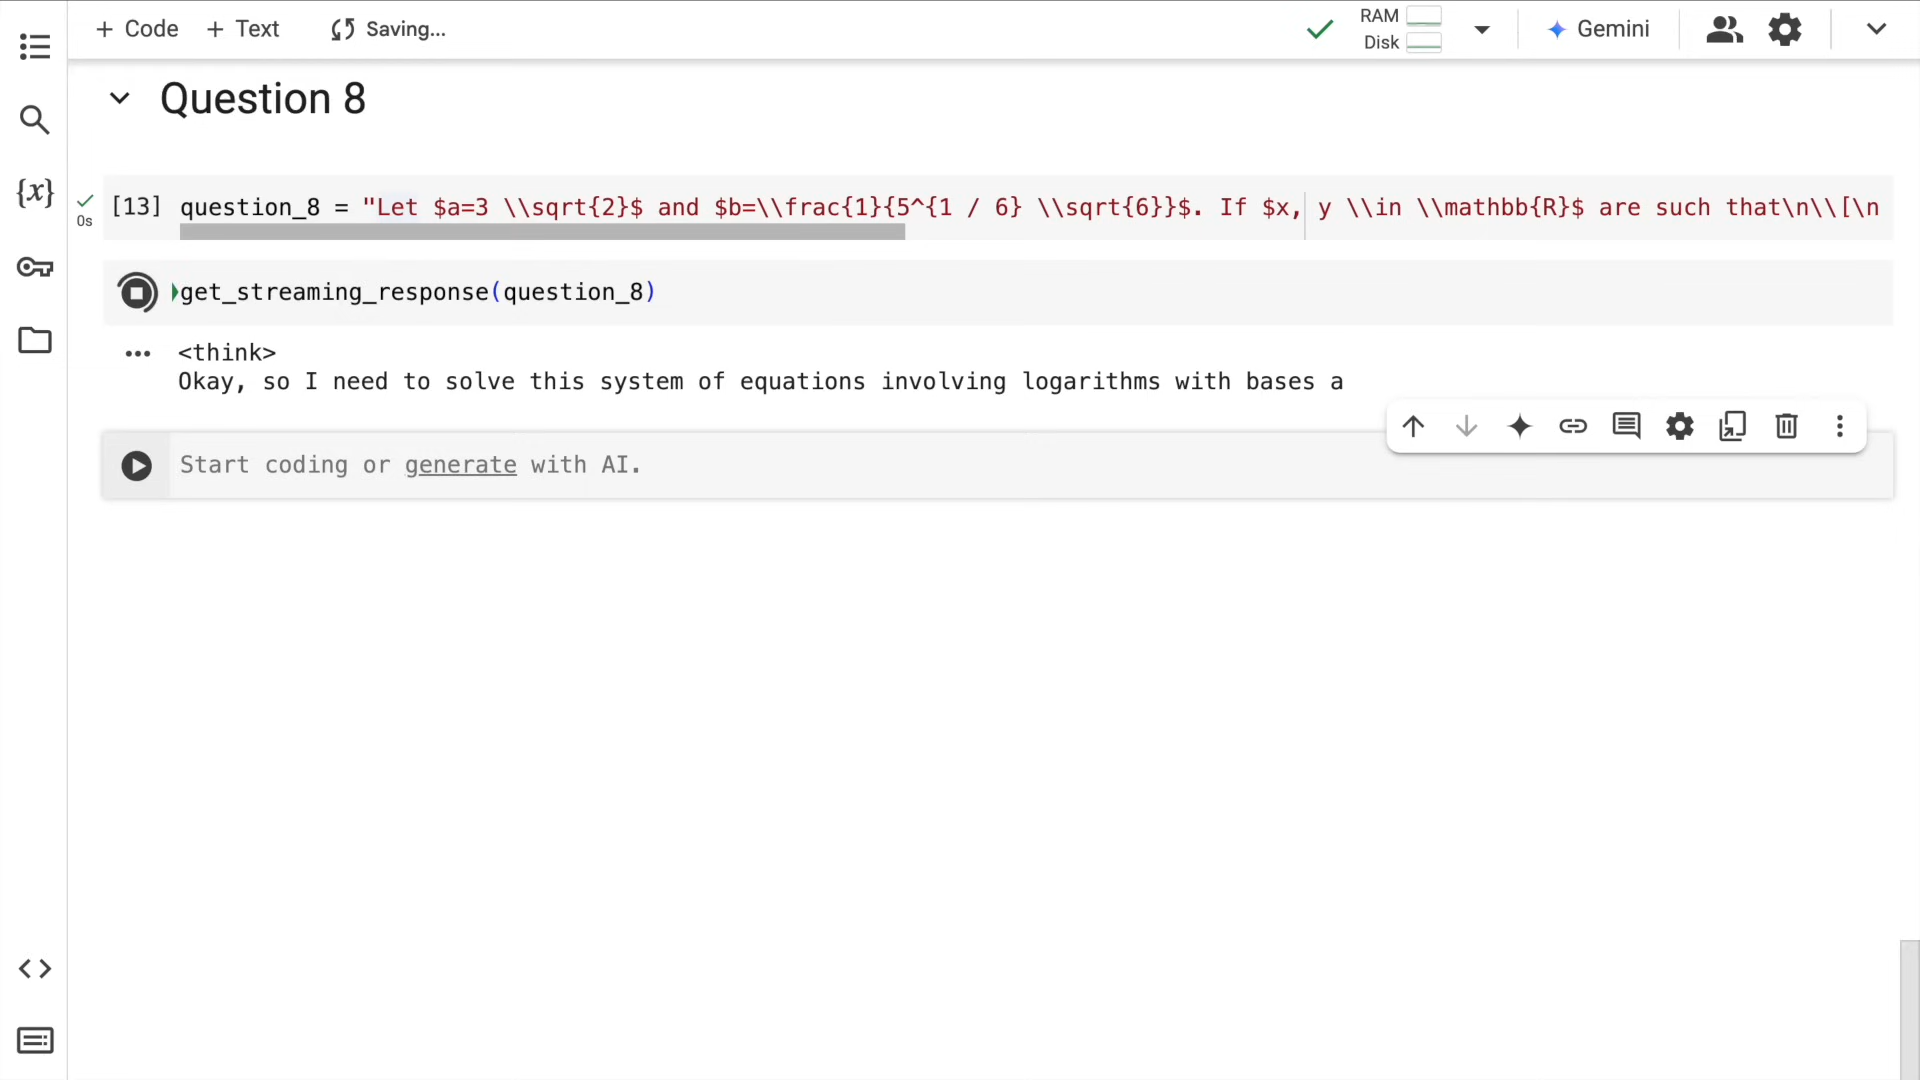 + Code + Text Saving... RAM Disk Gemini
Question 8
0s [13] question_8 = "Let $a=3 \\sqrt{2}$ and $b=\\frac{1}{5^{1 / 6} \\sqrt{6}}$. If $x, y \\in \\mathbb{R}$ are such that\n\\[\n
get_streaming_response(question_8)
<think>
Okay, so I need to solve this system of equations involving logarithms with bases a
Start coding or generate with AI.
{x}